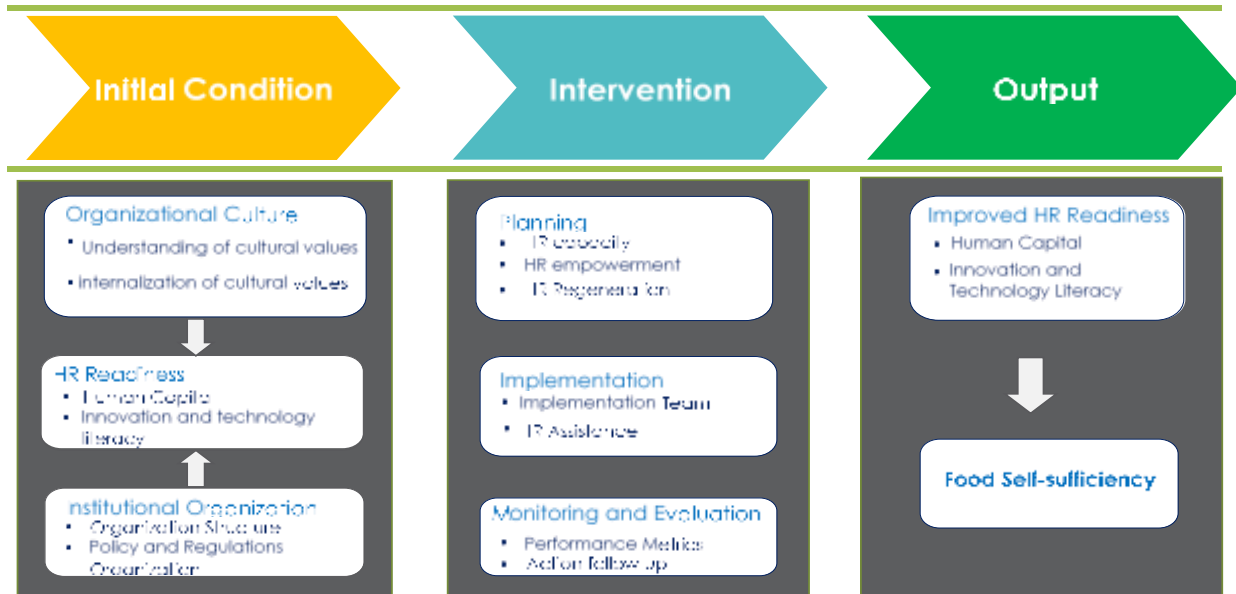 Initial Condition
Intervention
Output
Organizational Culture
▪ Understanding of cultural values
▪ Internalization of cultural values
HR Readiness
▪ Human Capital
▪ Innovation and technology
literacy
Institutional Organization
▪ Organization Structure
▪ Policy and Regulations
Organization
Planning
▪ HR capacity
▪ HR empowerment
▪ HR Regeneration
Implementation
▪ Implementation Team
▪ HR Assistance
Monitoring and Evaluation
▪ Performance Metrics
▪ Action follow up
Improved HR Readiness
▪ Human Capital
▪ Innovation and
Technology Literacy
Food Self-sufficiency